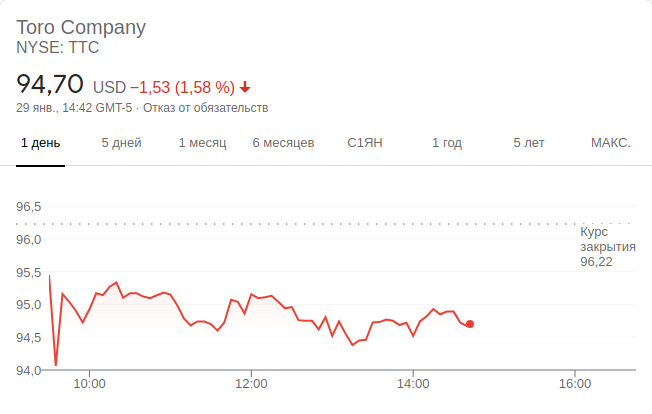 Toro Company
NYSE: TTC
94,70 USD −1,53 (1,58 %)
29 янв., 14:42 GMT-5 · Отказ от обязательств
1 день 5 дней 1 месяц 6 месяцев С1ЯН 1 год 5 лет МАКС.
96,5
96,0
95,5
95,0
94,5
94,0
Курс
закрытия
96,22
10:00 12:00 14:00 16:00